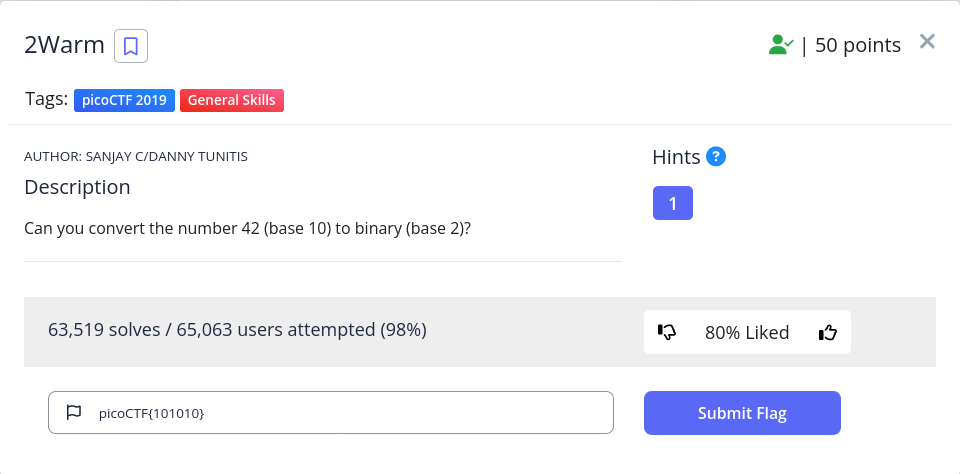 2Warm
| 50 points
Tags: picoCTF 2019 General Skills
AUTHOR: SANJAY C/DANNY TUNITIS
Description
Can you convert the number 42 (base 10) to binary (base 2)?
Hints ?
1
63,519 solves / 65,063 users attempted (98%)
80% Liked
picoCTF{101010}
Submit Flag